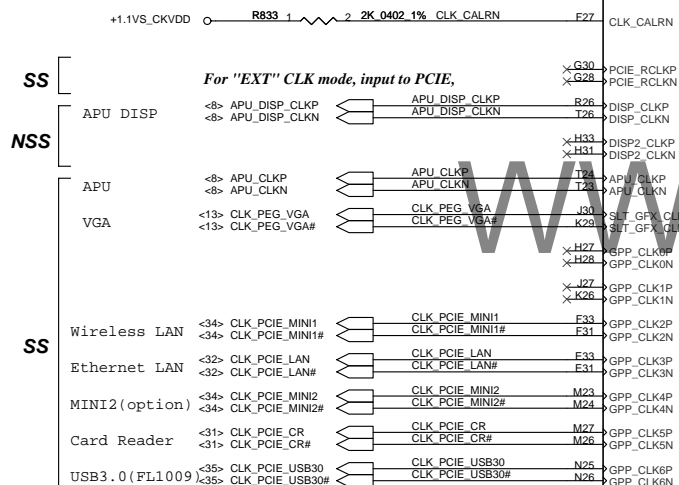 +1.1VS_CKVDD R833 1 2 2K_0402_1% CLK_CALRN F27 CLK_CALRN
G30 PCIE_RCLKP
SS G28 PCIE_RCLKN
For "EXT" CLK mode, input to PCIE,
APU DISP <8> APU_DISP_CLKP APU_DISP_CLKP R26 DISP_CLKP
<8> APU_DISP_CLKN APU_DISP_CLKN T26 DISP_CLKN
NSS H33 DISP2_CLKP
H31 DISP2_CLKN
APU <8> APU_CLKP APU_CLKP T24 APU_CLKP
<8> APU_CLKN APU_CLKN T23 APU_CLKN
VGA <13> CLK_PEG_VGA CLK_PEG_VGA J30 SLT_GFX_CL
<13> CLK_PEG_VGA# CLK_PEG_VGA# K29 SLT_GFX_CL
H27 GPP_CLK0P
H28 GPP_CLK0N
J27 GPP_CLK1P
K26 GPP_CLK1N
Wireless LAN <34> CLK_PCIE_MINI1 CLK_PCIE_MINI1 F33 GPP_CLK2P
<34> CLK_PCIE_MINI1# CLK_PCIE_MINI1# F31 GPP_CLK2N
SS
Ethernet LAN <32> CLK_PCIE_LAN CLK_PCIE_LAN E33 GPP_CLK3P
<32> CLK_PCIE_LAN# CLK_PCIE_LAN# E31 GPP_CLK3N
MINI2(option) <34> CLK_PCIE_MINI2 CLK_PCIE_MINI2 M23 GPP_CLK4P
<34> CLK_PCIE_MINI2# CLK_PCIE_MINI2# M24 GPP_CLK4N
Card Reader <31> CLK_PCIE_CR CLK_PCIE_CR M27 GPP_CLK5P
<31> CLK_PCIE_CR# CLK_PCIE_CR# M26 GPP_CLK5N
USB3.0(FL1009) <35> CLK_PCIE_USB30 CLK_PCIE_USB30 N25 GPP_CLK6P
<35> CLK_PCIE_USB30# CLK_PCIE_USB30# N26 GPP_CLK6N